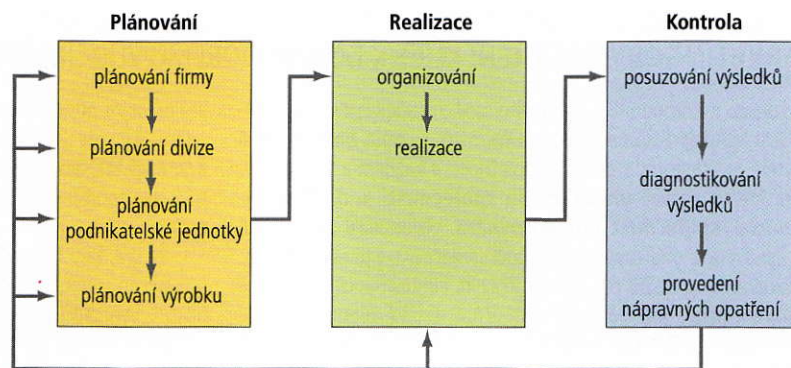 Plánování
plánování firmy
plánování divize
plánování
podnikatelské jednotky
plánování výrobku
Realizace
organizování
realizace
Kontrola
posuzování výsledků
diagnostikování
výsledků
provedení
nápravných opatření